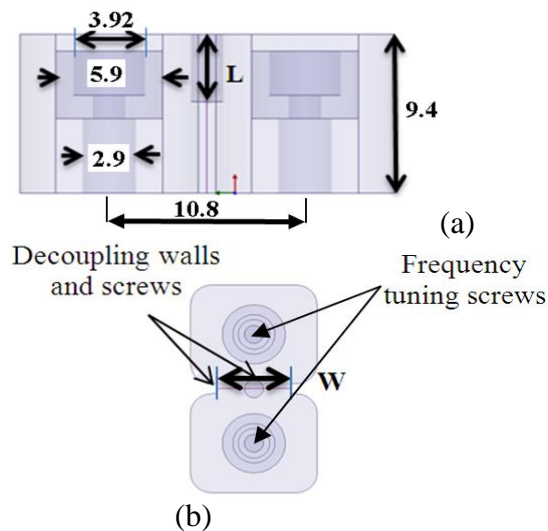 3.92
5.9
L
9.4
2.9
10.8
(a)
Decoupling walls
and screws
Frequency
tuning screws
W
(b)